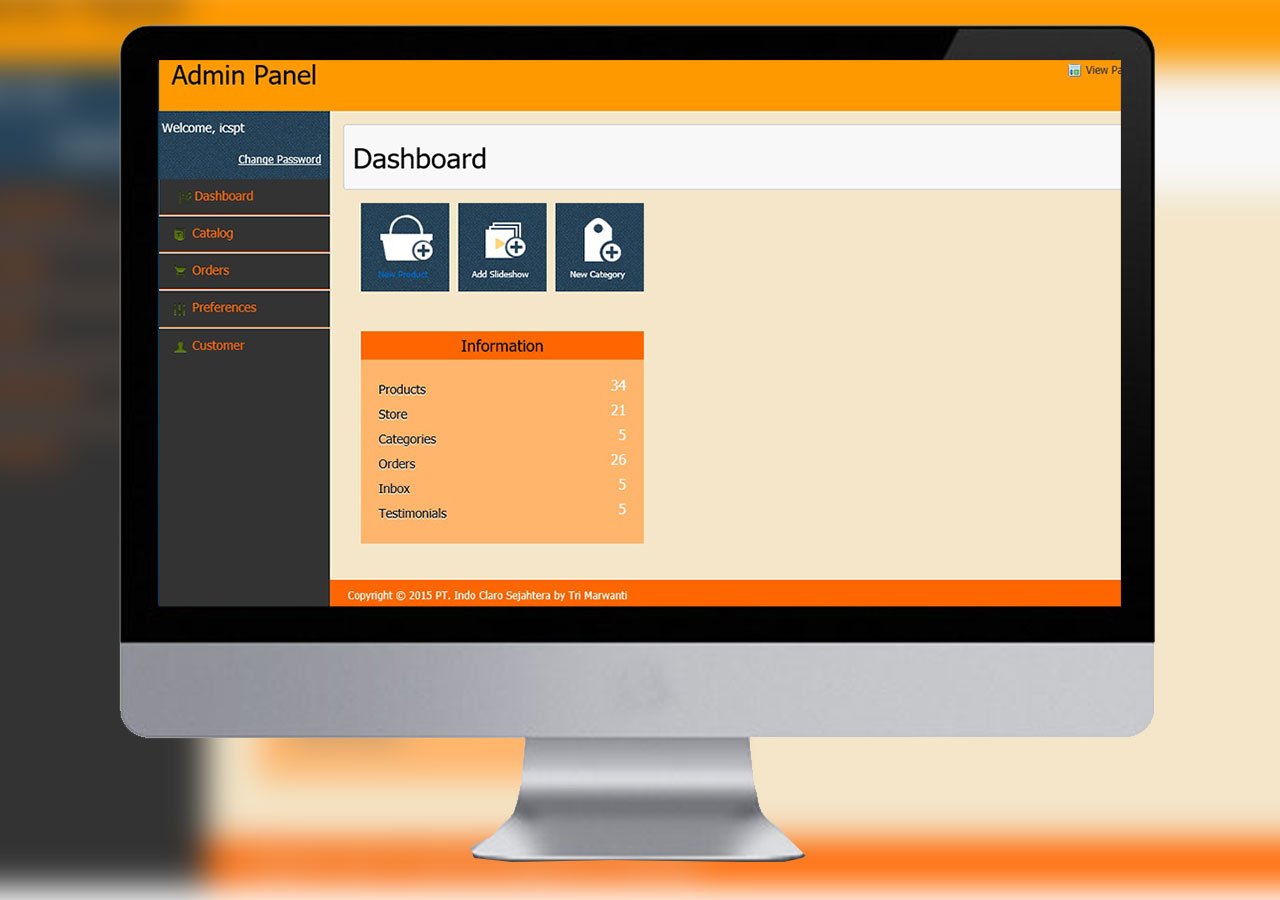 Admin Panel
View Pa
Welcome, icspt
Change Password
Dashboard
Catalog
Orders
Preferences
Customer
Dashboard
New Product
Add Slideshow
New Category
Information
Products 34
Store 21
Categories 5
Orders 26
Inbox 5
Testimonials 5
Copyright © 2015 PT. Indo Claro Sejahtera by Tri Marwanti